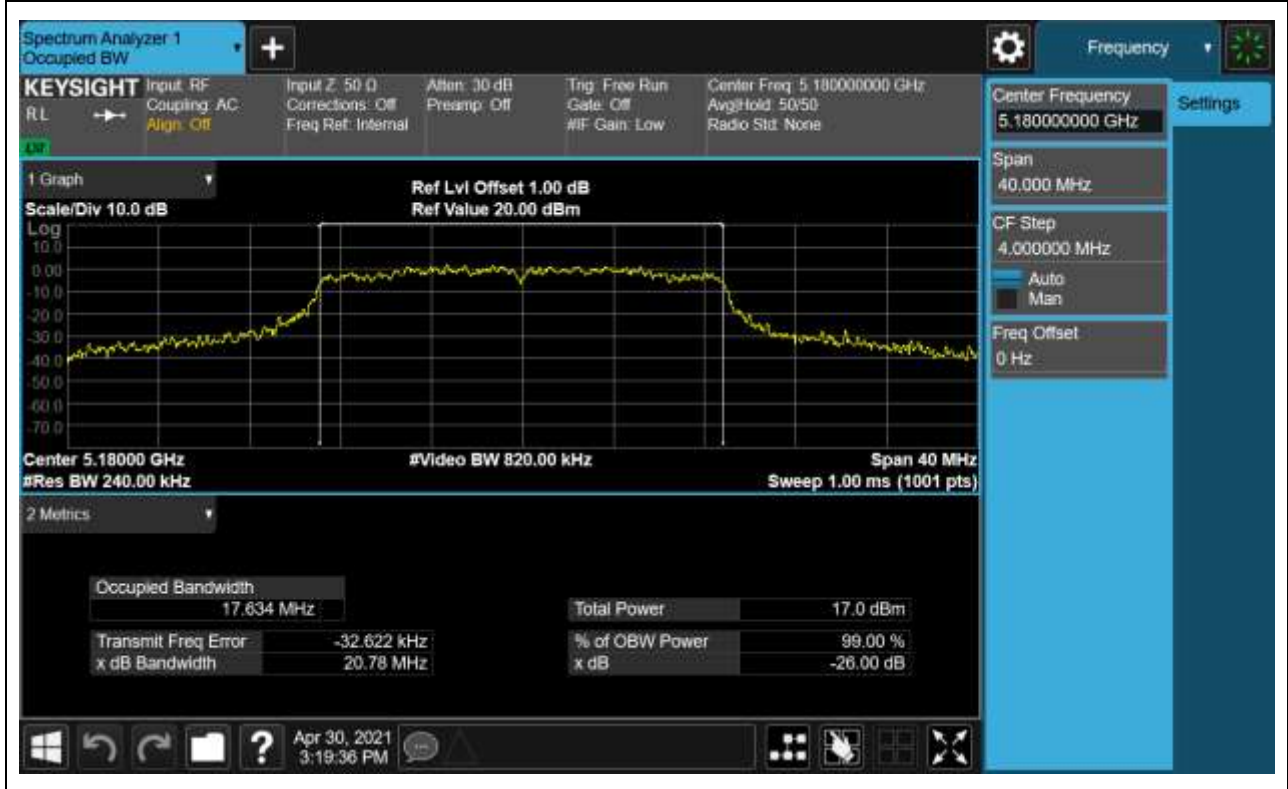 Spectrum Analyzer 1
Occupied BW
+
Frequency
KEYSIGHT
RL
Input: RF
Coupling: AC
Align: Off
Input Z: 50 Ω
Corrections: Off
Freq Ref: Internal
Atten: 30 dB
Preamp: Off
Trig: Free Run
Gate: Off
#IF Gain: Low
Center Freq: 5.180000000 GHz
Avg|Hold: 50/50
Radio Std: None
Center Frequency
5.180000000 GHz
Settings
Span
40.000 MHz
CF Step
4.000000 MHz
Auto
Man
Freq Offset
0 Hz
1 Graph
Scale/Div 10.0 dB
Ref Lvl Offset 1.00 dB
Ref Value 20.00 dBm
Log
10.0
0.00
-10.0
-20.0
-30.0
-40.0
-50.0
-60.0
-70.0
Center 5.18000 GHz
#Video BW 820.00 kHz
Span 40 MHz
#Res BW 240.00 kHz
Sweep 1.00 ms (1001 pts)
2 Metrics
Occupied Bandwidth
17.634 MHz
Total Power 17.0 dBm
Transmit Freq Error -32.622 kHz
% of OBW Power 99.00 %
x dB Bandwidth 20.78 MHz
x dB -26.00 dB
?
Apr 30, 2021
3:19:36 PM